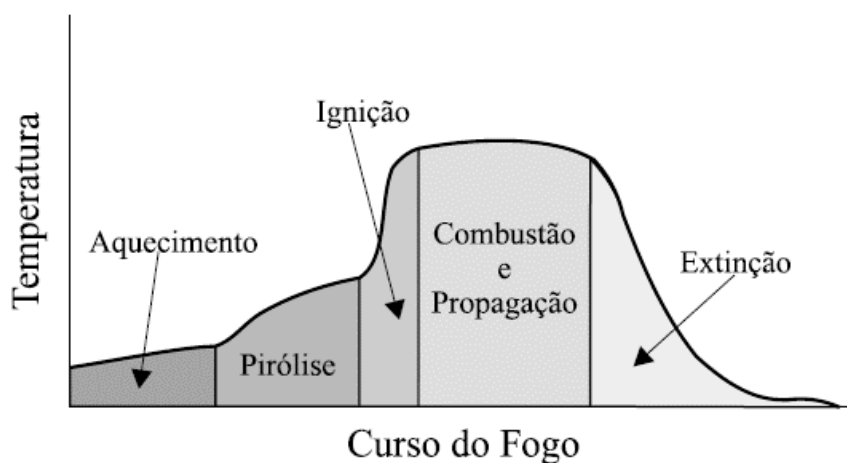 Temperatura
Aquecimento
Pirólise
Ignição
Combustão
e
Propagação
Extinção
Curso do Fogo